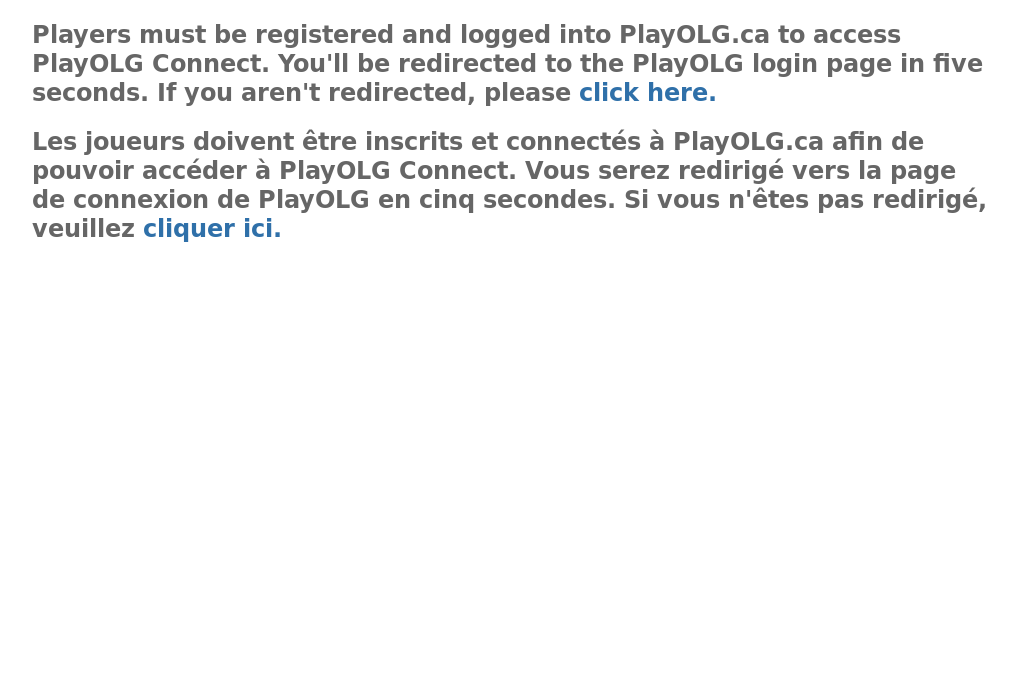 Players must be registered and logged into PlayOLG.ca to access
PlayOLG Connect. You'll be redirected to the PlayOLG login page in five
seconds. If you aren't redirected, please click here.
Les joueurs doivent être inscrits et connectés à PlayOLG.ca afin de
pouvoir accéder à PlayOLG Connect. Vous serez redirigé vers la page
de connexion de PlayOLG en cinq secondes. Si vous n'êtes pas redirigé,
veuillez cliquer ici.